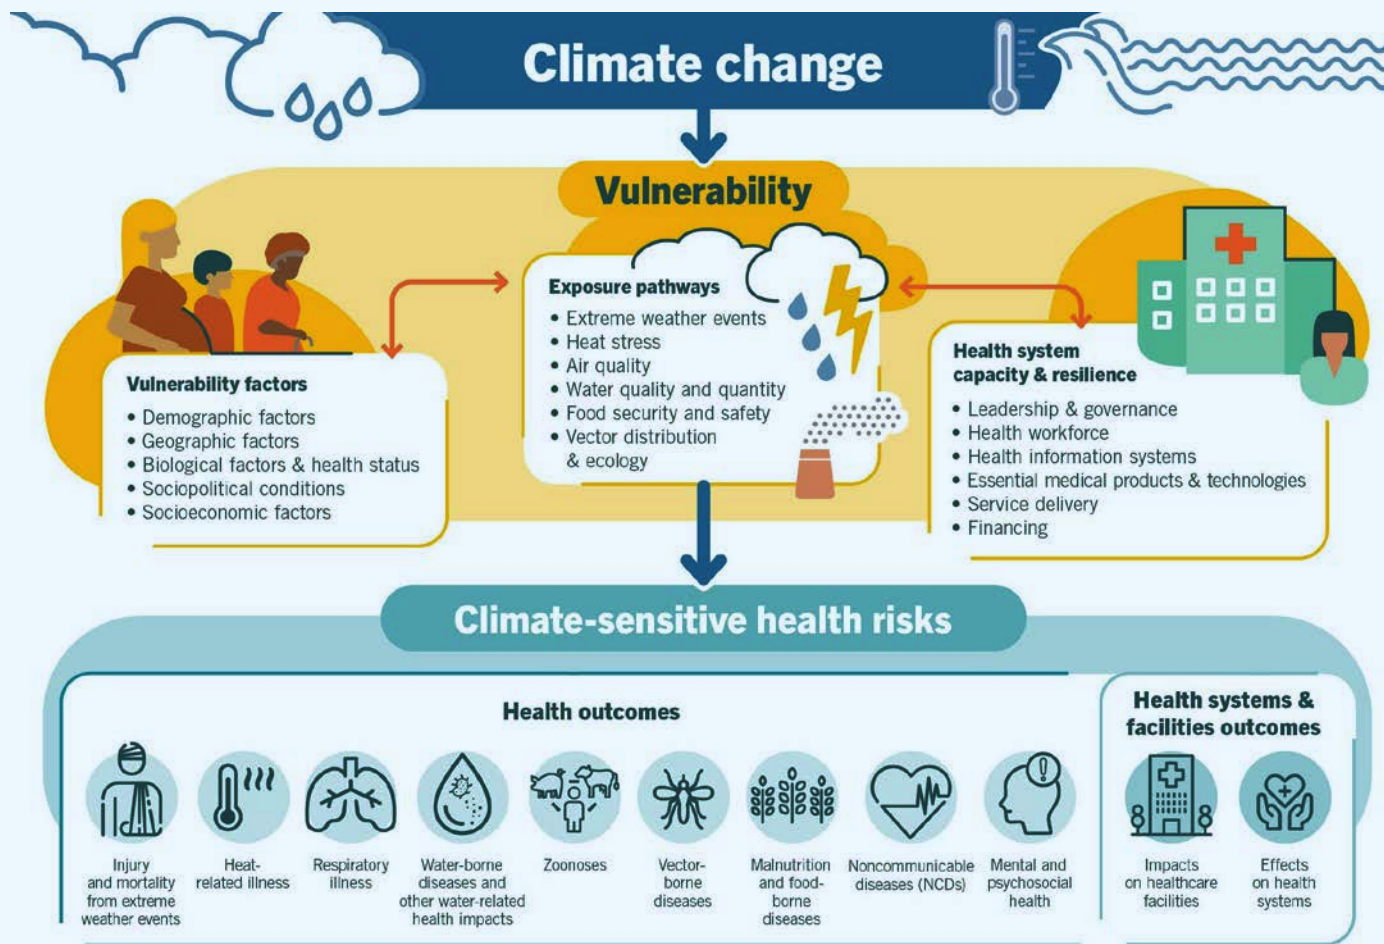 Climate change
Vulnerability
Vulnerability factors
• Demographic factors
• Geographic factors
• Biological factors & health status
• Sociopolitical conditions
• Socioeconomic factors
Exposure pathways
• Extreme weather events
• Heat stress
• Air quality
• Water quality and quantity
• Food security and safety
• Vector distribution
& ecology
Health system
capacity & resilience
• Leadership & governance
• Health workforce
• Health information systems
• Essential medical products & technologies
• Service delivery
• Financing
Climate-sensitive health risks
Health outcomes
Injury
and mortality
from extreme
weather events
Heat-
related illness
Respiratory
illness
Water-borne
diseases and
other water-related
health impacts
Zoonoses
Vector-
borne
diseases
Malnutrition
and food-
borne
diseases
Noncommunicable
diseases (NCDs)
Mental and
psychosocial
health
Health systems &
facilities outcomes
Impacts
on healthcare
facilities
Effects
on health
systems